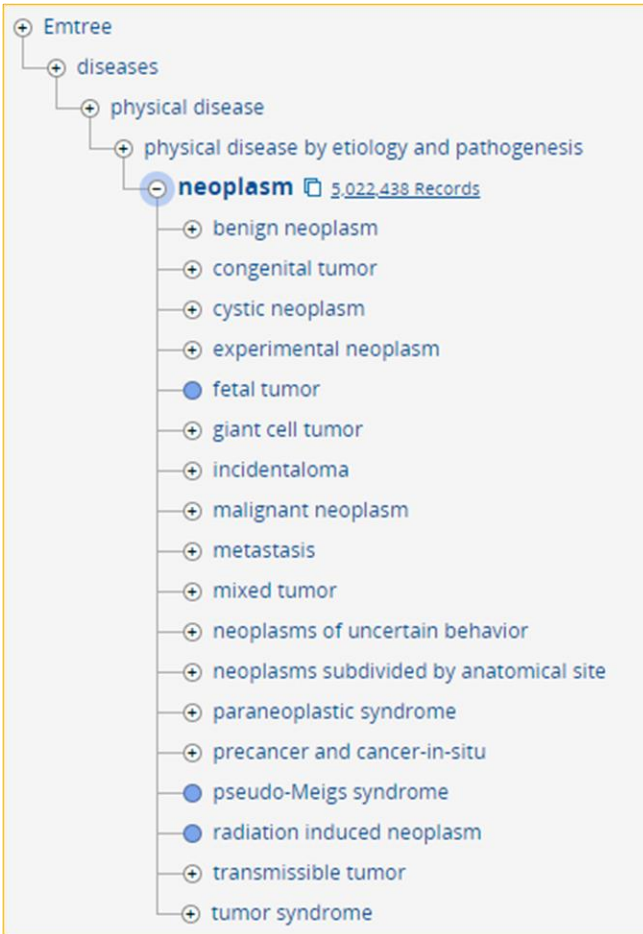 Emtree
diseases
physical disease
physical disease by etiology and pathogenesis
neoplasm 5,022,438 Records
benign neoplasm
congenital tumor
cystic neoplasm
experimental neoplasm
fetal tumor
giant cell tumor
incidentaloma
malignant neoplasm
metastasis
mixed tumor
neoplasms of uncertain behavior
neoplasms subdivided by anatomical site
paraneoplastic syndrome
precancer and cancer-in-situ
pseudo-Meigs syndrome
radiation induced neoplasm
transmissible tumor
tumor syndrome